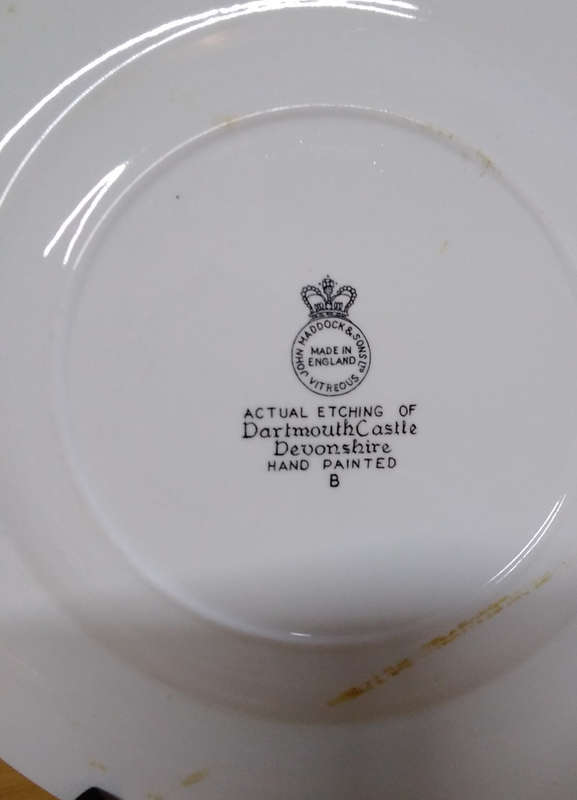 JOHN MADDOCK & SONS LTD
VITREOUS
MADE IN
ENGLAND
ACTUAL ETCHING OF
Dartmouth Castle
Devonshire
HAND PAINTED
B